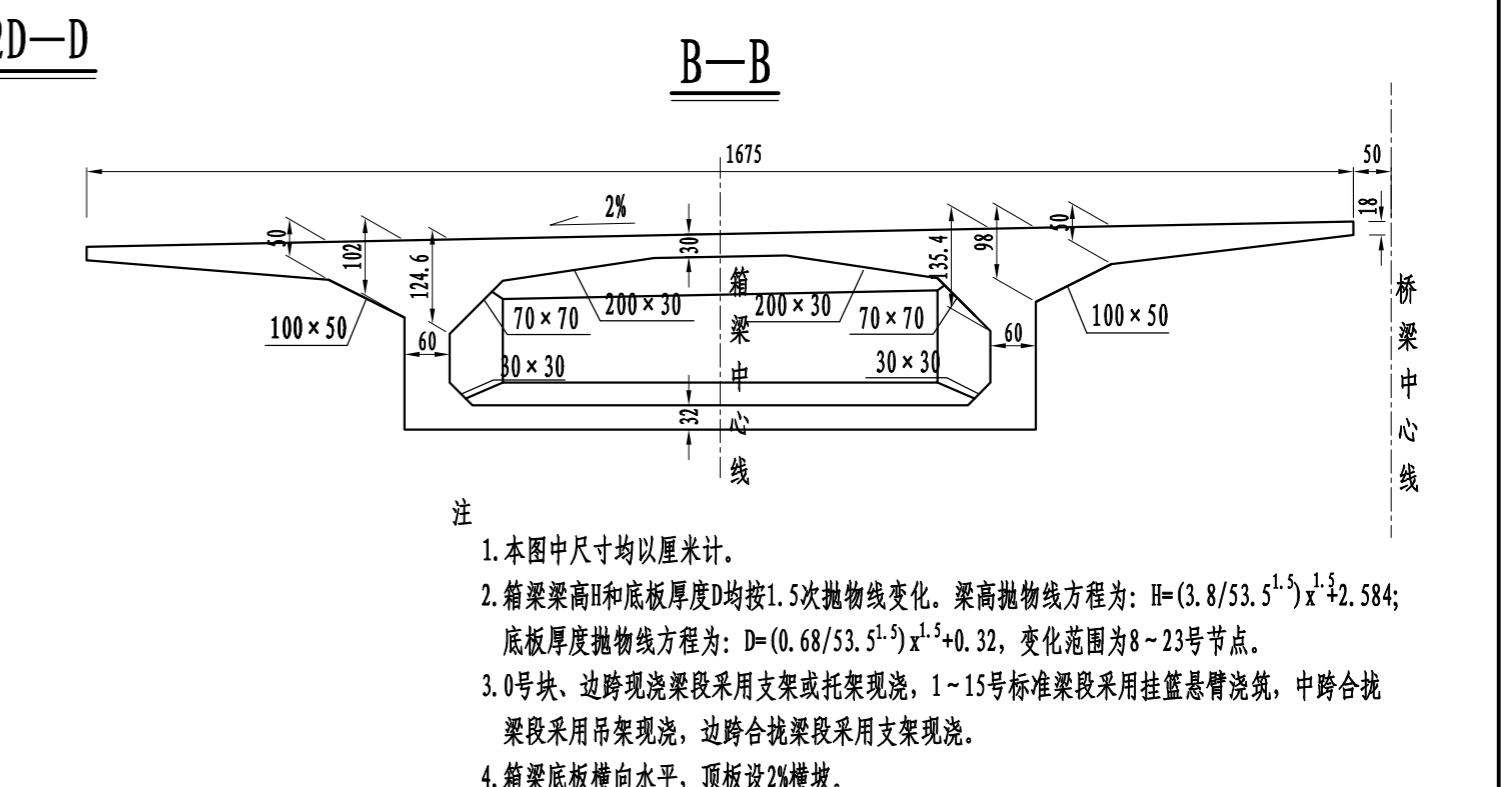 2D—D
B—B
1675
50
18
2%
50
102
124.6
30
135.4
98
50
100×50
70×70
200×30
200×30
70×70
100×50
60
60
30×30
30×30
32
箱梁中心线
桥梁中心线
注
1.本图中尺寸均以厘米计。
2.箱梁梁高H和底板厚度D均按1.5次抛物线变化。梁高抛物线方程为: H=(3.8/53.5^1.5)x^1.5+2.584;
底板厚度抛物线方程为: D=(0.68/53.5^1.5)x^1.5+0.32, 变化范围为8~23号节点。
3.0号块、边跨现浇梁段采用支架或托架现浇, 1~15号标准梁段采用挂篮悬臂浇筑, 中跨合拢
梁段采用吊架现浇, 边跨合拢梁段采用支架现浇。
4.箱梁底板横向水平, 顶板设2%横坡。